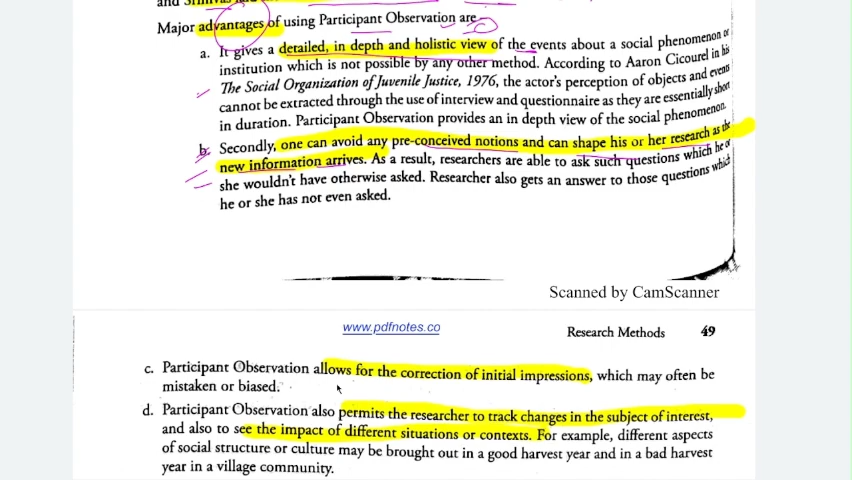 Major advantages of using Participant Observation are
a. It gives a detailed, in depth and holistic view of the events about a social phenomenon or
institution which is not possible by any other method. According to Aaron Cicourel in his
The Social Organization of Juvenile Justice, 1976, the actor's perception of objects and events
cannot be extracted through the use of interview and questionnaire as they are essentially short
in duration. Participant Observation provides an in depth view of the social phenomenon.
b. Secondly, one can avoid any pre-conceived notions and can shape his or her research as the
new information arrives. As a result, researchers are able to ask such questions which he or
she wouldn't have otherwise asked. Researcher also gets an answer to those questions which
he or she has not even asked.
Scanned by CamScanner
www.pdfnotes.co
Research Methods 49
c. Participant Observation allows for the correction of initial impressions, which may often be
mistaken or biased.
d. Participant Observation also permits the researcher to track changes in the subject of interest,
and also to see the impact of different situations or contexts. For example, different aspects
of social structure or culture may be brought out in a good harvest year and in a bad harvest
year in a village community.